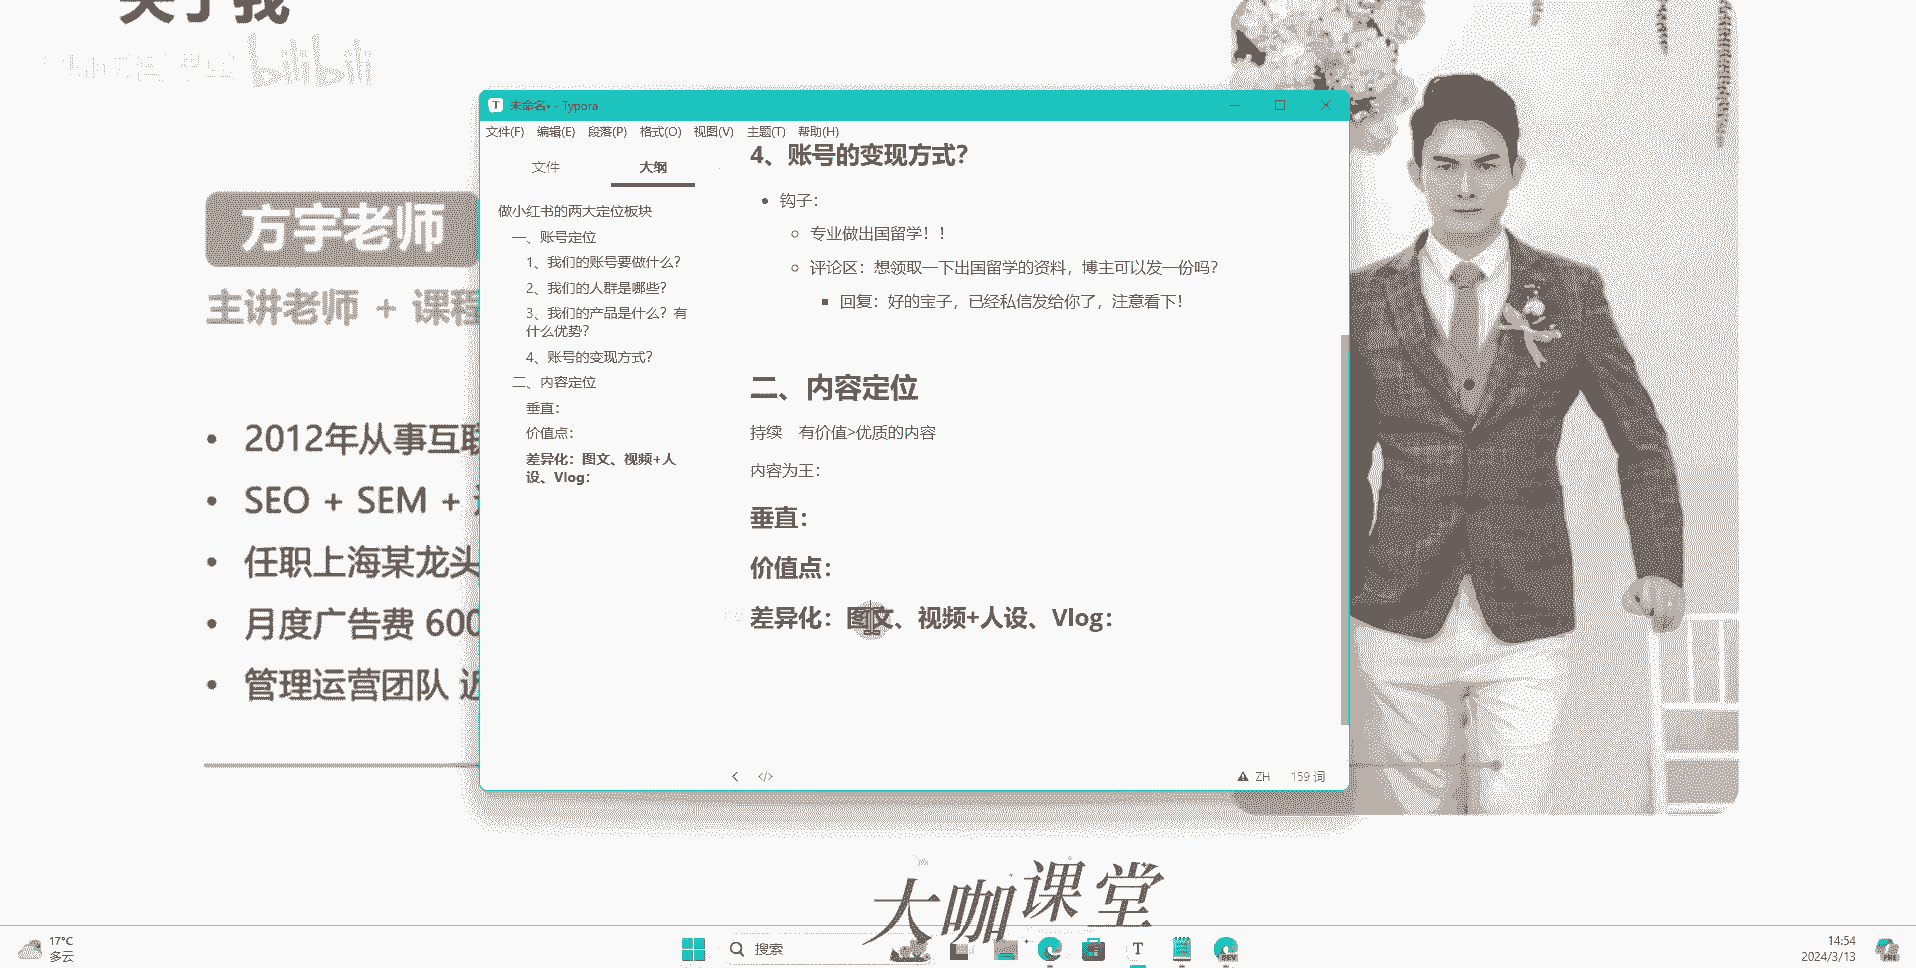 关于我
bilibili
方宇老师
主讲老师 + 课程
2012年从事互联
SEO + SEM +
任职上海某龙头
月度广告费 600
管理运营团队 近
未命名• - Typora
文件(F) 编辑(E) 段落(P) 格式(O) 视图(V) 主题(T) 帮助(H)
文件 大纲
做小红书的两大定位板块
一、账号定位
1、我们的账号要做什么？
2、我们的人群是哪些？
3、我们的产品是什么？有
什么优势？
4、账号的变现方式？
二、内容定位
垂直：
价值点：
差异化：图文、视频+人
设、Vlog：
4、账号的变现方式？
钩子：
专业做出国留学！！
评论区：想领取一下出国留学的资料，博主可以发一份吗？
回复：好的宝子，已经私信发给你了，注意看下！
二、内容定位
持续 有价值>优质的内容
内容为王：
垂直：
价值点：
差异化：图文、视频+人设、Vlog：
ZH 159 词
大咖课堂
17°C
多云
搜索
T
DEV
14:54
2024/3/13
PRE